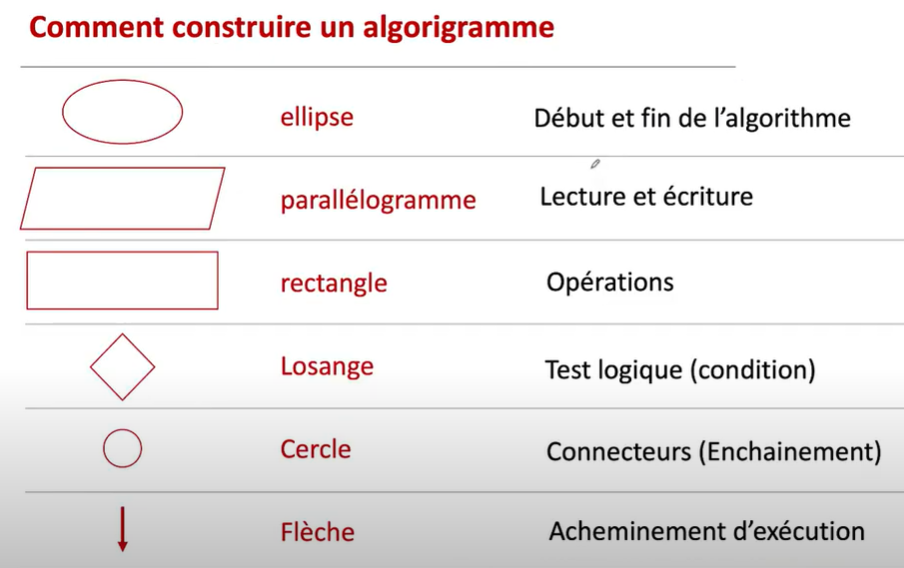 Comment construire un algorigramme
ellipse Début et fin de l'algorithme
parallélogramme Lecture et écriture
rectangle Opérations
Losange Test logique (condition)
Cercle Connecteurs (Enchainement)
Flèche Acheminement d'exécution